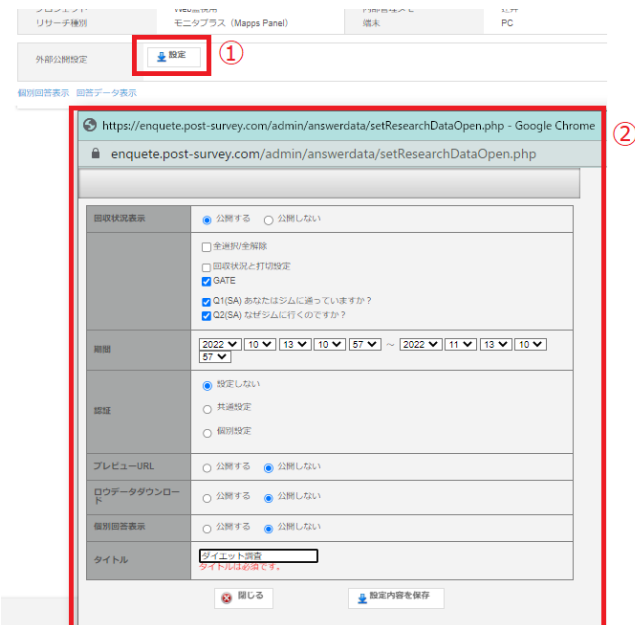 リサーチ種別 モニタプラス（Mapps Panel） 端末 PC
外部公開設定 設定 ①
個別回答表示 回答データ表示
https://enquete.post-survey.com/admin/answerdata/setResearchDataOpen.php - Google Chrome
②
enquete.post-survey.com/admin/answerdata/setResearchDataOpen.php
回収状況表示 公開する 公開しない
全選択/全解除
回収状況と打切設定
GATE
Q1(SA) あなたはジムに通っていますか？
Q2(SA) なぜジムに行くのですか？
期間 2022 10 13 10 57 ～ 2022 11 13 10
57
設定しない
認証 共通設定
個別設定
プレビューURL 公開する 公開しない
ロウデータダウンロー
ド 公開する 公開しない
個別回答表示 公開する 公開しない
タイトル ダイエット調査
タイトルは必須です。
閉じる 設定内容を保存